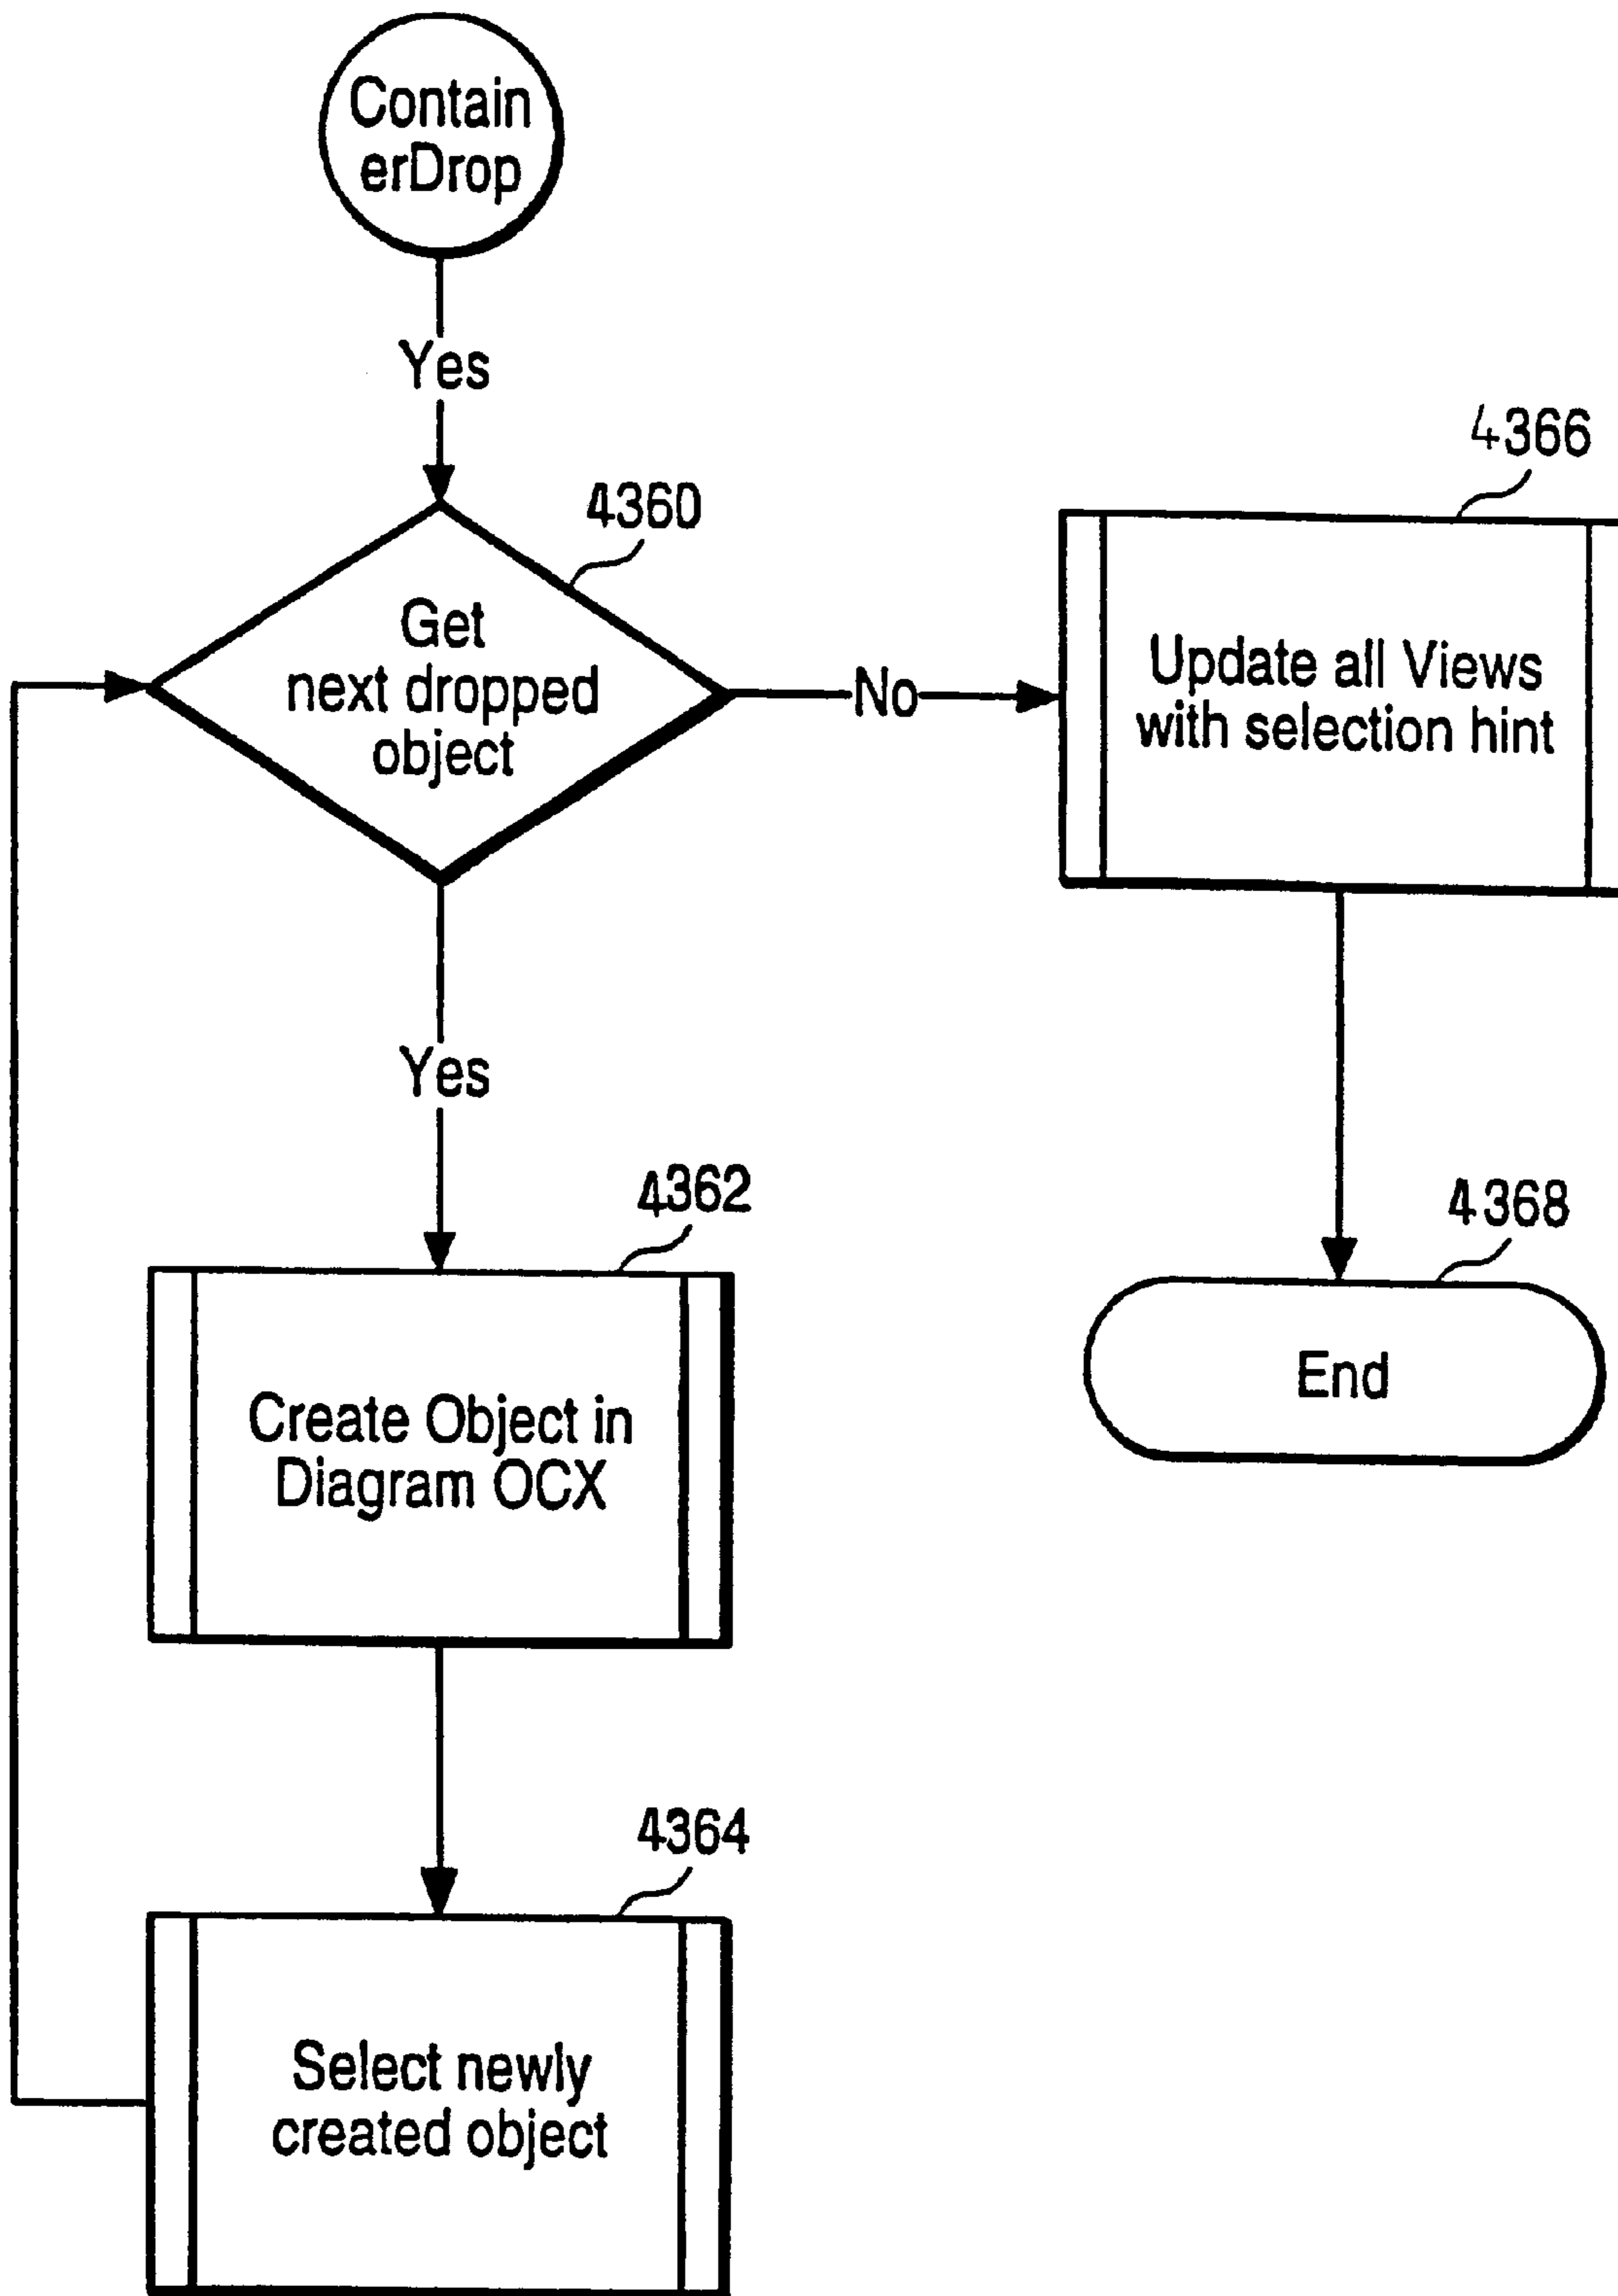 Contain
erDrop
Yes
4360
Get
next dropped
object
No
4366
Update all Views
with selection hint
Yes
4362
Create Object in
Diagram OCX
4368
End
4364
Select newly
created object